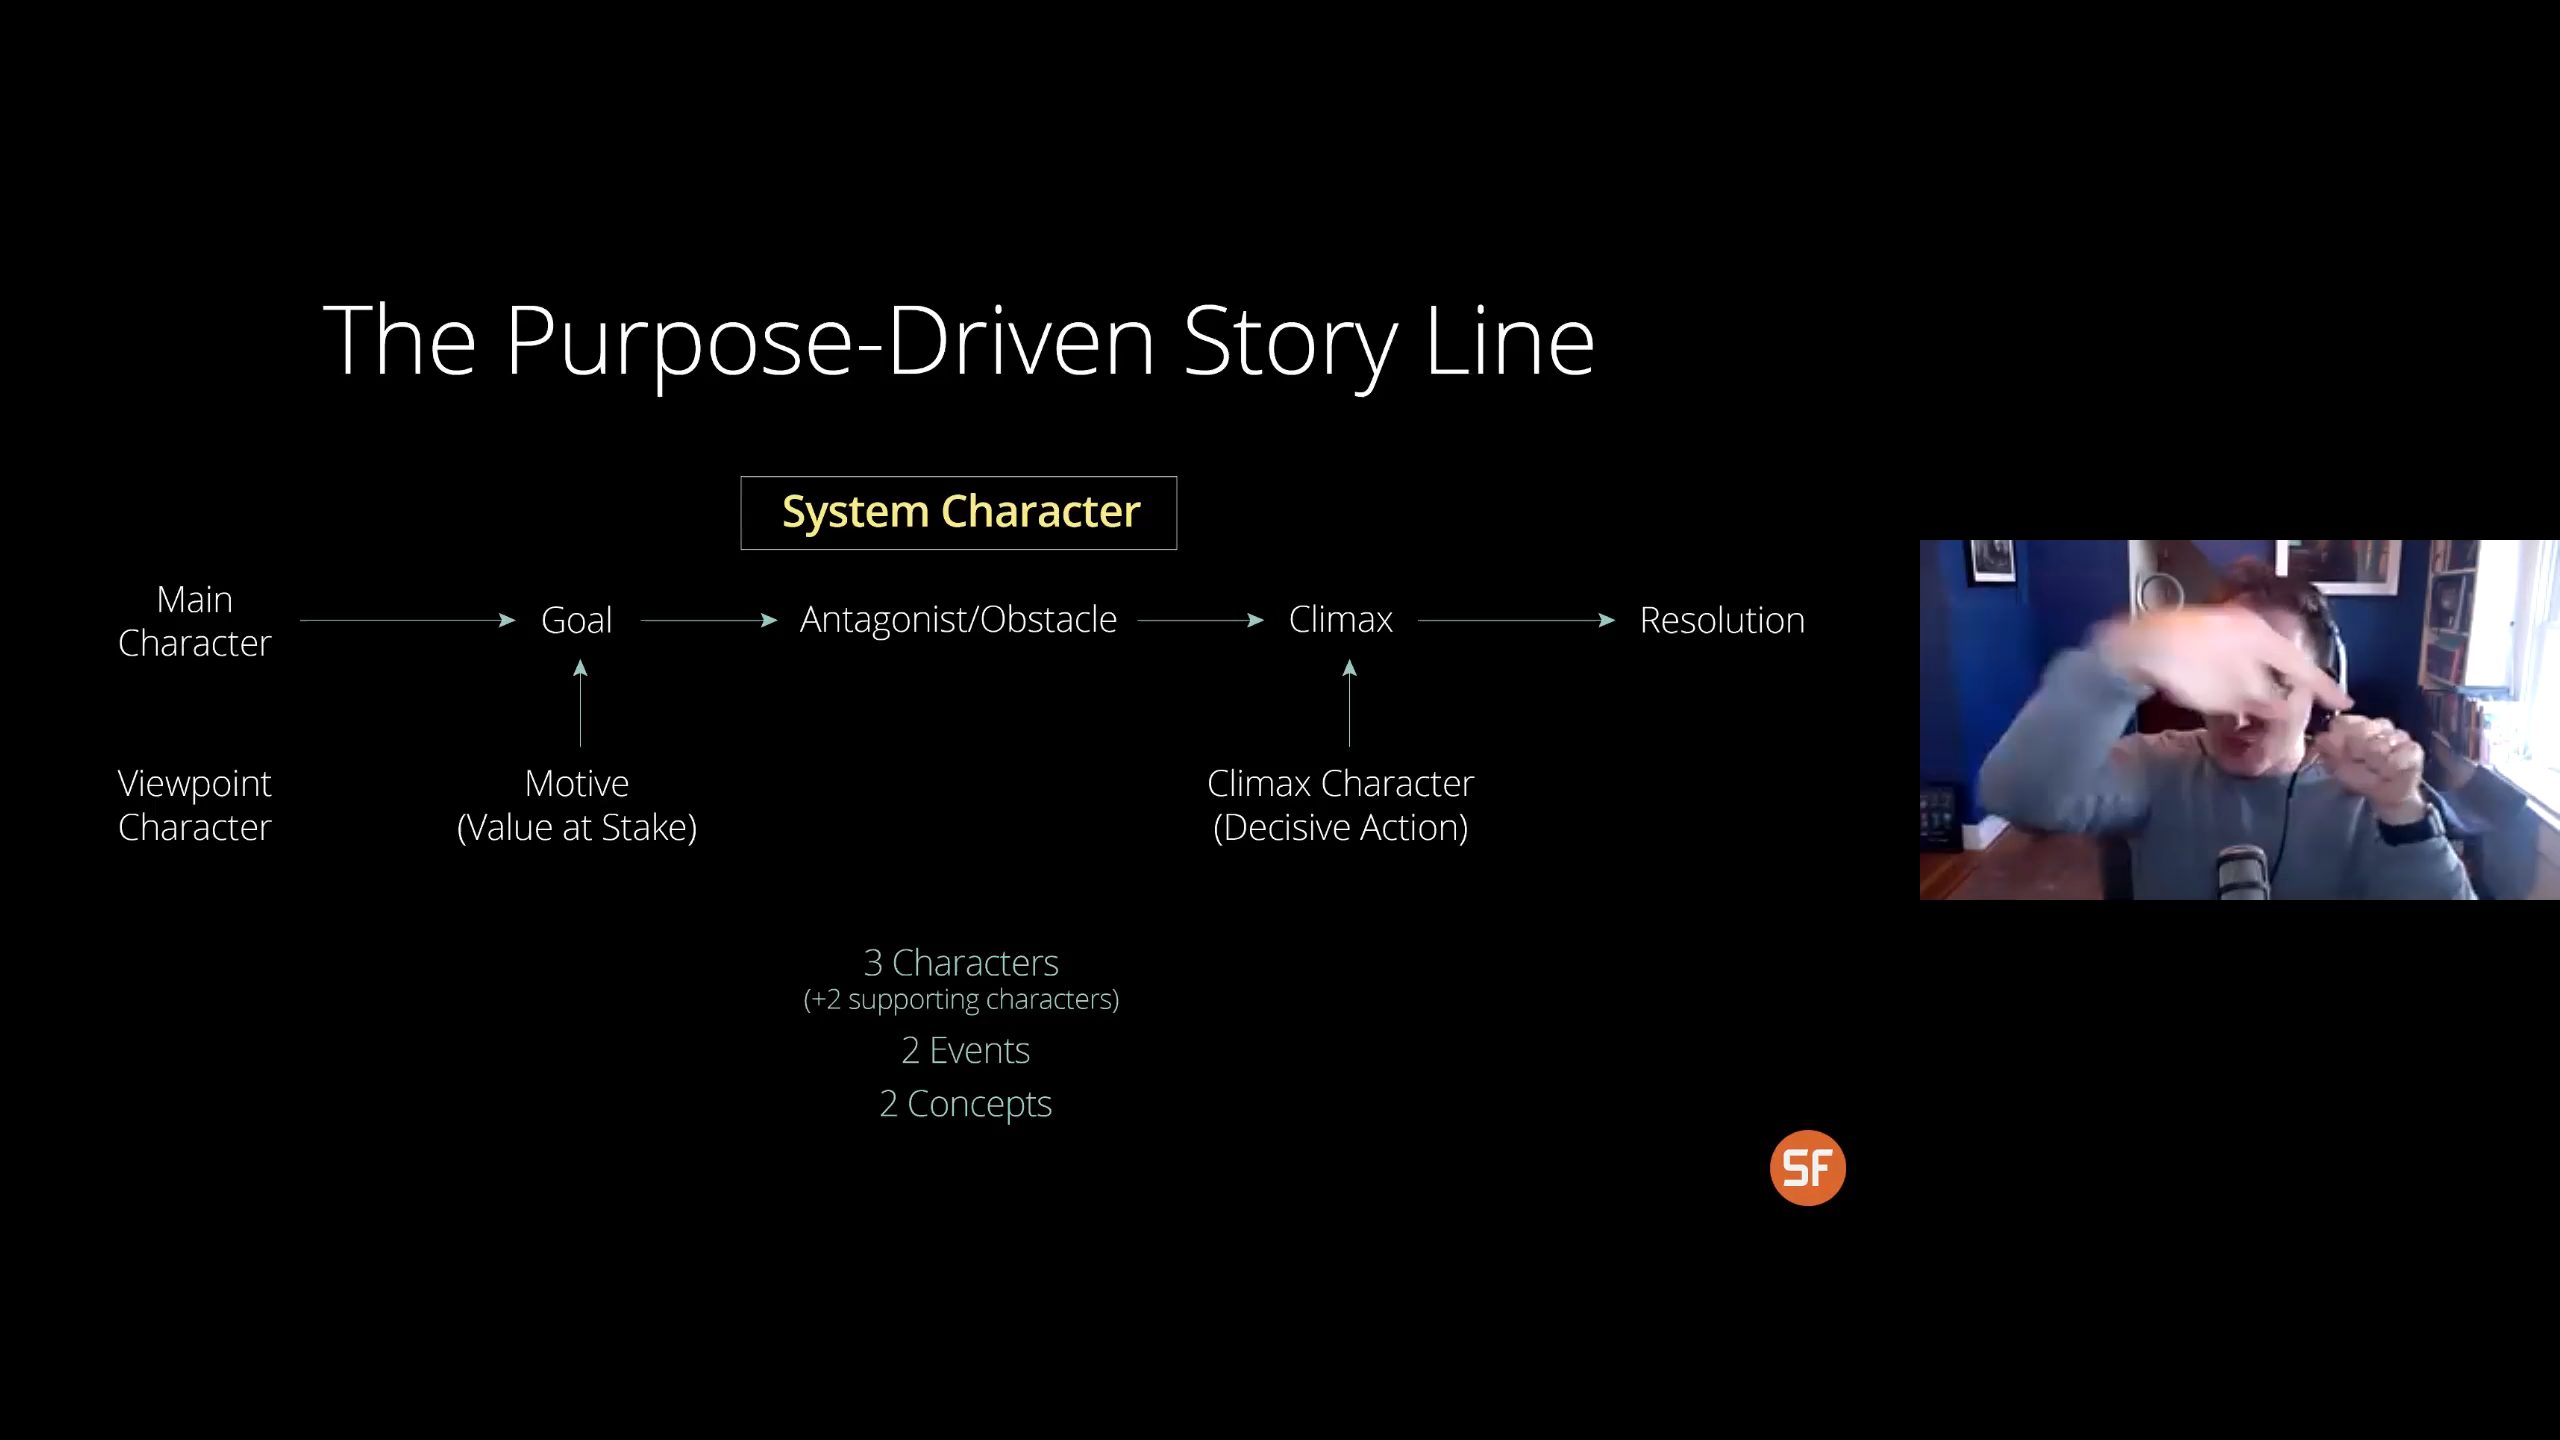 The Purpose-Driven Story Line
System Character
Main
Character
Goal
Antagonist/Obstacle
Climax
Resolution
Viewpoint
Character
Motive
(Value at Stake)
Climax Character
(Decisive Action)
3 Characters
(+2 supporting characters)
2 Events
2 Concepts
SF